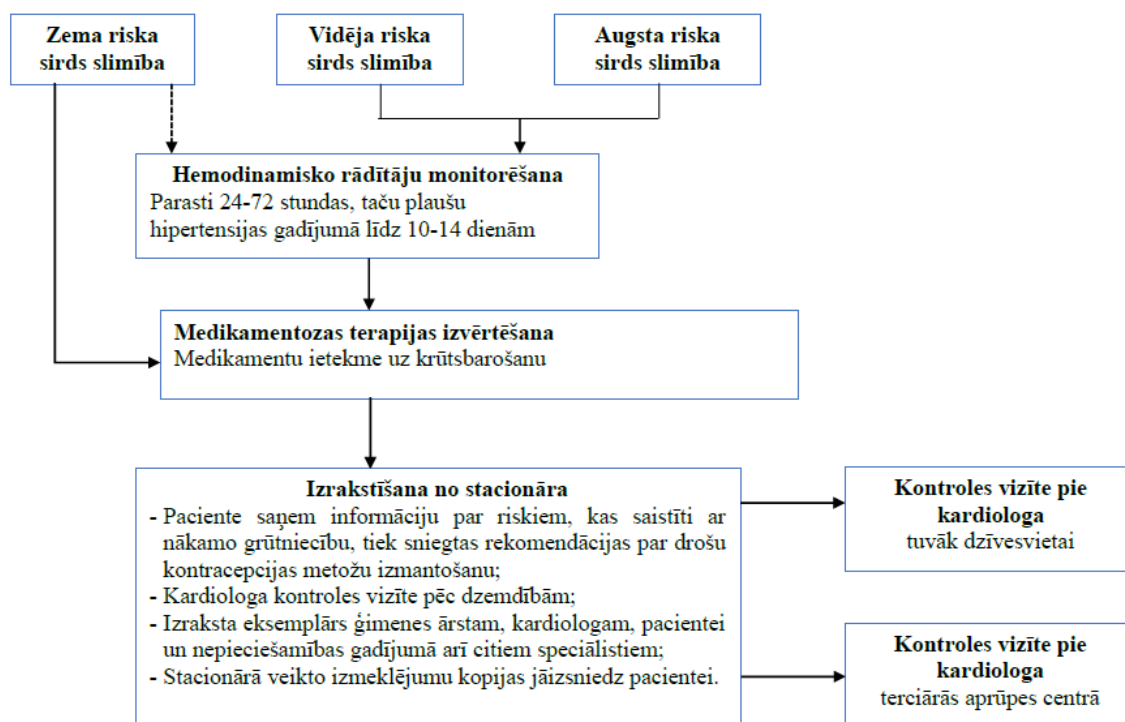 Zema riska
sirds slimība
Vidēja riska
sirds slimība
Augsta riska
sirds slimība
Hemodinamisko rādītāju monitorēšana
Parasti 24-72 stundas, taču plaušu
hipertensijas gadījumā līdz 10-14 dienām
Medikamentozas terapijas izvērtēšana
Medikamentu ietekme uz krūtsbarošanu
Izrakstīšana no stacionāra
- Paciente saņem informāciju par riskiem, kas saistīti ar
nākamo grūtniecību, tiek sniegtas rekomendācijas par drošu
kontracepcijas metožu izmantošanu;
- Kardiologa kontroles vizīte pēc dzemdībām;
- Izraksta eksemplārs ģimenes ārstam, kardiologam, pacientei
un nepieciešamības gadījumā arī citiem speciālistiem;
- Stacionārā veikto izmeklējumu kopijas jāizsniedz pacientei.
Kontroles vizīte pie
kardiologa
tuvāk dzīvesvietai
Kontroles vizīte pie
kardiologa
terciārās aprūpes centrā